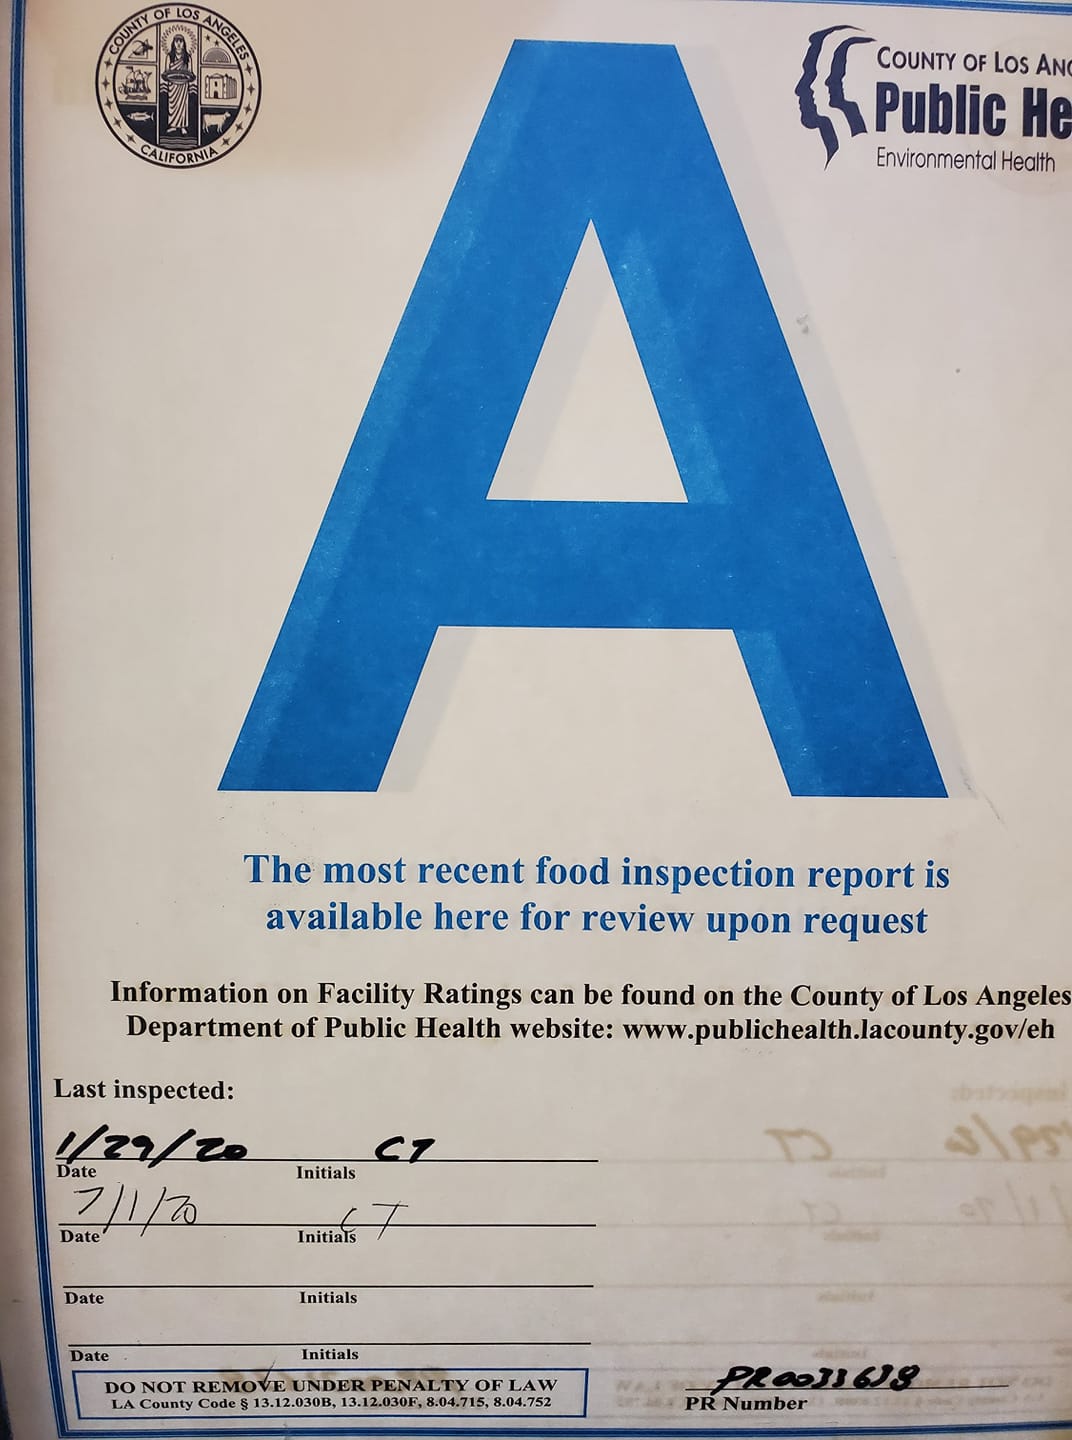 COUNTY OF LOS ANGELES
CALIFORNIA
COUNTY OF LOS ANG
Public He
Environmental Health
A
The most recent food inspection report is
available here for review upon request
Information on Facility Ratings can be found on the County of Los Angeles
Department of Public Health website: www.publichealth.lacounty.gov/eh
Last inspected:
1/29/20 CT
Date Initials
7/1/20 CT
Date Initials
Date Initials
Date Initials
DO NOT REMOVE UNDER PENALTY OF LAW
LA County Code § 13.12.030B, 13.12.030F, 8.04.715, 8.04.752
PR0033638
PR Number